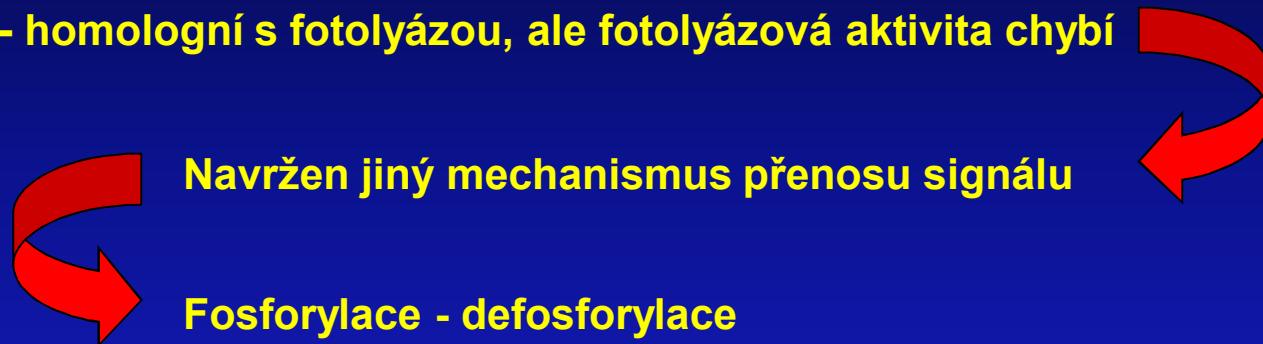 - homologní s fotolyázou, ale fotolyázová aktivita chybí
Navržen jiný mechanismus přenosu signálu
Fosforylace - defosforylace